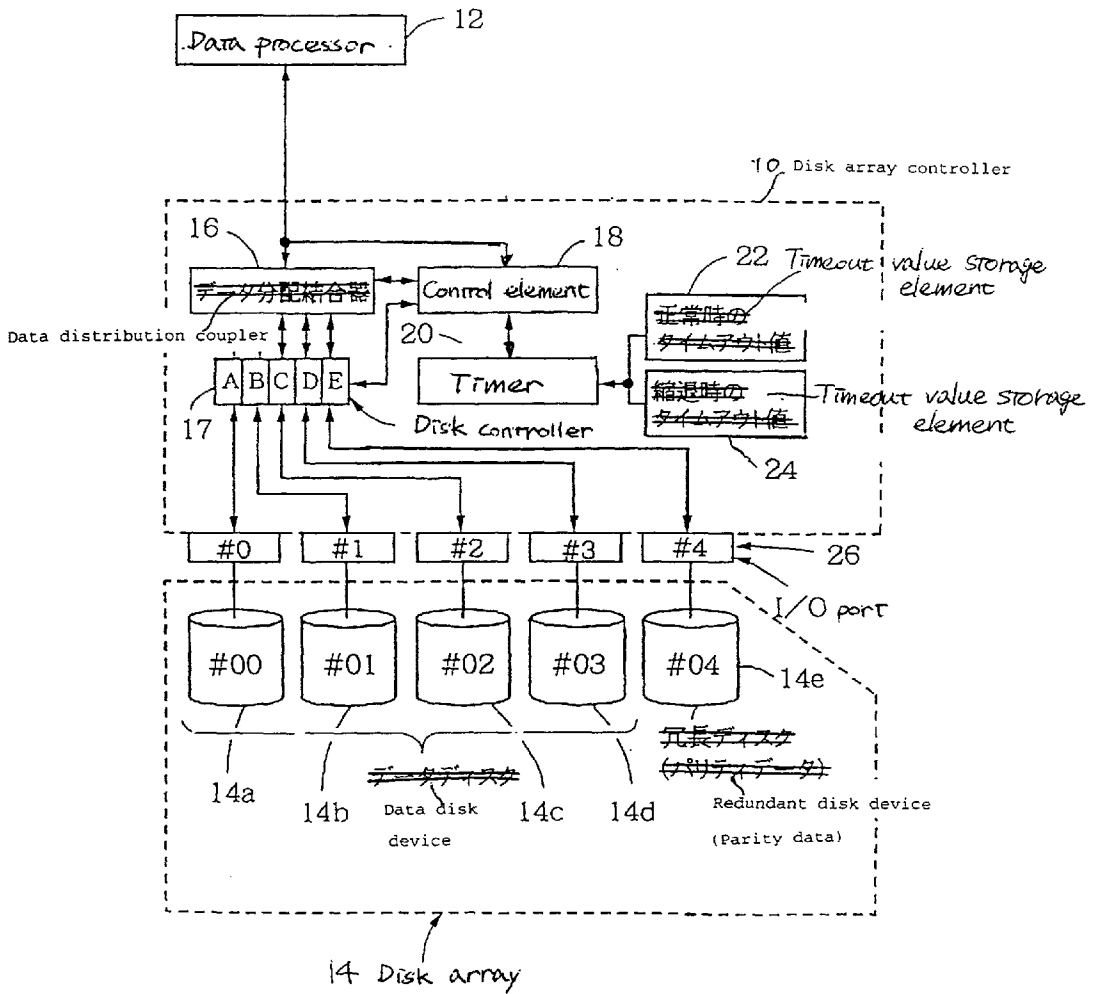 Data processor
12
10 Disk array controller
16
18
22 Timeout value storage
element
データ分配結合器
Control element
正常時の
タイムアウト値
Data distribution coupler
20
Timer
A B C D E
17
Disk controller
縮退時の
タイムアウト値
Timeout value storage
element
24
#0 #1 #2 #3 #4
26
I/O port
#00 #01 #02 #03 #04
14e
14a
14b
14c
14d
データディスク
Data disk
device
冗長ディスク
(パリティデータ)
Redundant disk device
(Parity data)
14 Disk array